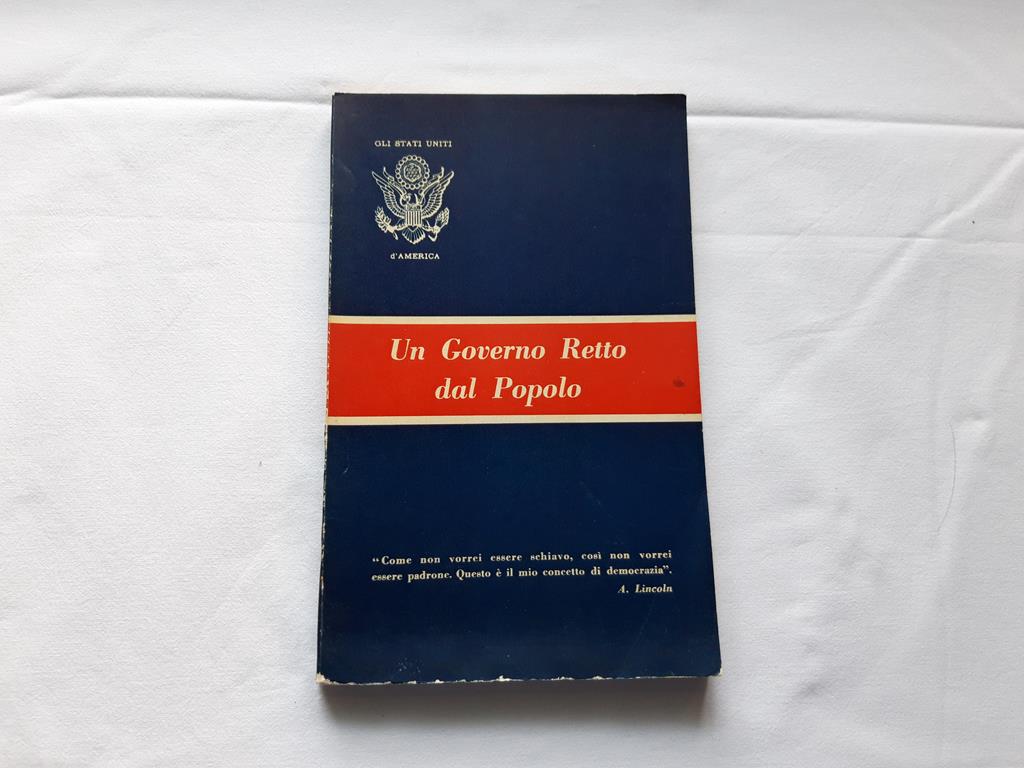 GLI STATI UNITI
d'AMERICA
Un Governo Retto
dal Popolo
"Come non vorrei essere schiavo, così non vorrei
essere padrone. Questo è il mio concetto di democrazia".
A. Lincoln